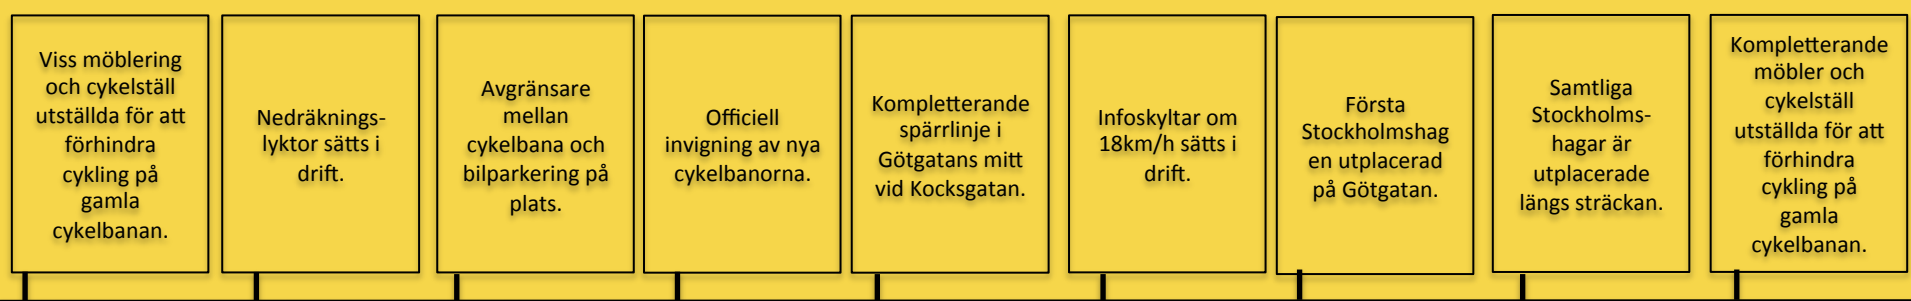 Viss möblering
och cykelställ
utställda för att
förhindra
cykling på
gamla
cykelbanan.
Nedräknings-
lyktor sätts i
drift.
Avgränsare
mellan
cykelbana och
bilparkering på
plats.
Officiell
invigning av nya
cykelbanorna.
Kompletterande
spärrlinje i
Götgatans mitt
vid Kocksgatan.
Infoskyltar om
18km/h sätts i
drift.
Första
Stockholmshag
en utplacerad
på Götgatan.
Samtliga
Stockholms-
hagar är
utplacerade
längs sträckan.
Kompletterande
möbler och
cykelställ
utställda för att
förhindra
cykling på
gamla
cykelbanan.